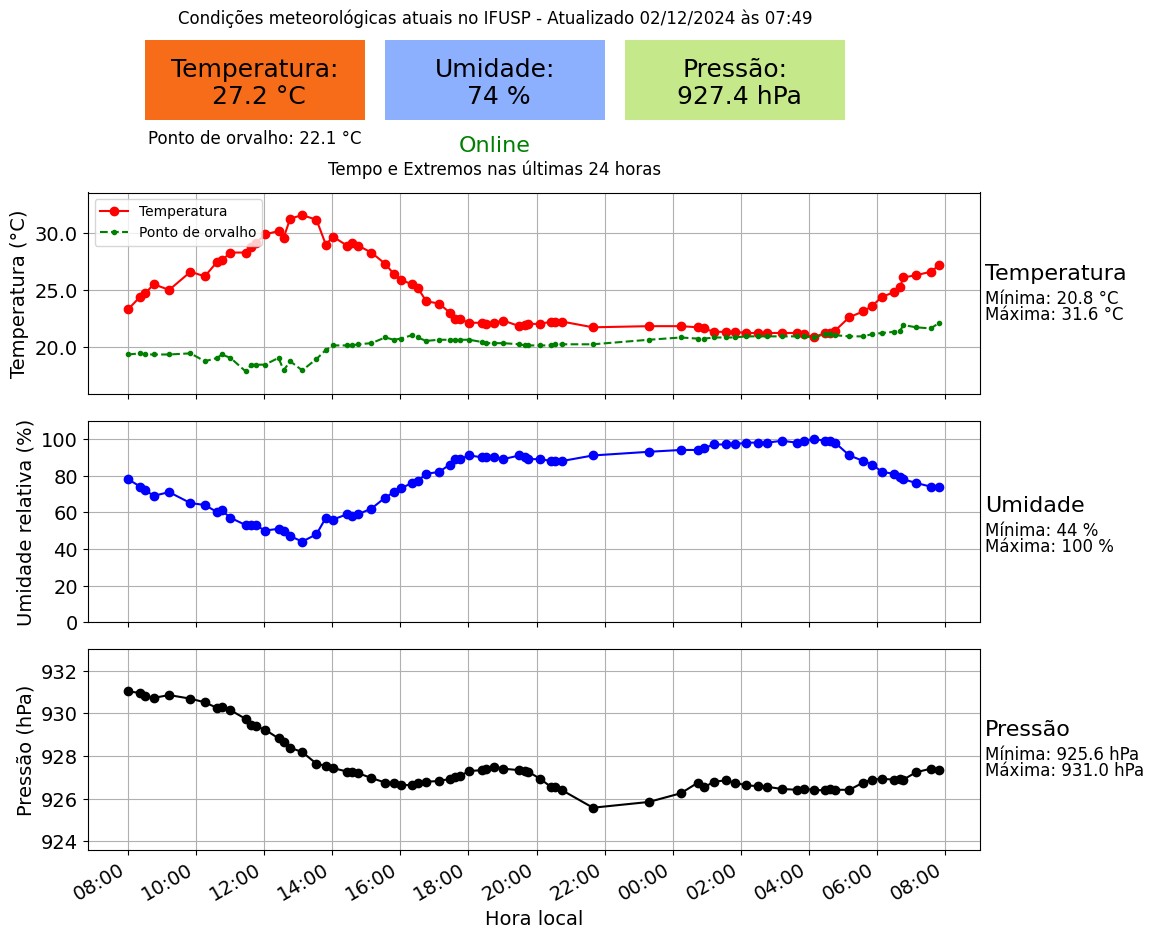 Condições meteorológicas atuais no IFUSP - Atualizado 02/12/2024 às 07:49
Temperatura:
27.2 °C
Umidade:
74 %
Pressão:
927.4 hPa
Ponto de orvalho: 22.1 °C
Online
Tempo e Extremos nas últimas 24 horas
Temperatura (°C)
30.0
25.0
20.0
Temperatura
Ponto de orvalho
Temperatura
Mínima: 20.8 °C
Máxima: 31.6 °C
Umidade relativa (%)
100
80
60
40
20
0
Umidade
Mínima: 44 %
Máxima: 100 %
Pressão (hPa)
932
930
928
926
924
Pressão
Mínima: 925.6 hPa
Máxima: 931.0 hPa
08:00 10:00 12:00 14:00 16:00 18:00 20:00 22:00 00:00 02:00 04:00 06:00 08:00
Hora local